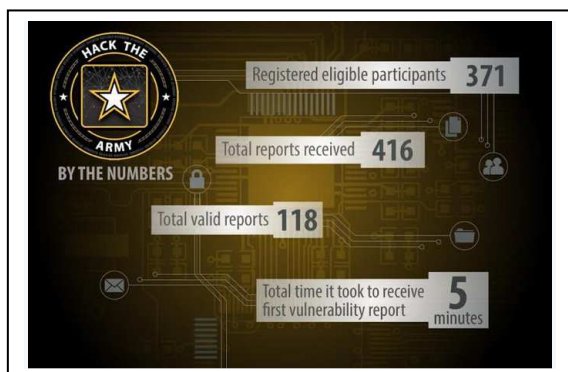 HACK THE
ARMY
BY THE NUMBERS
Registered eligible participants 371
Total reports received 416
Total valid reports 118
Total time it took to receive
first vulnerability report
5
minutes